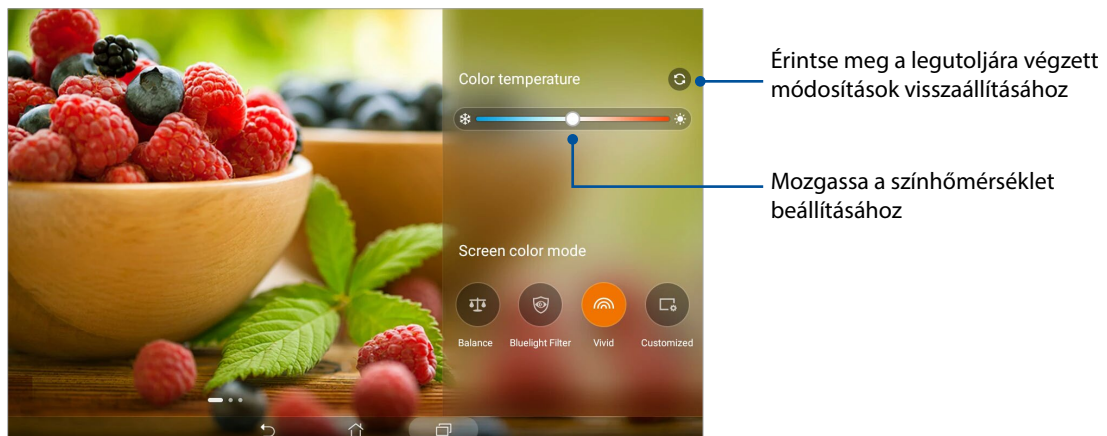 Color temperature
Érintse meg a legutoljára végzett
módosítások visszaállításához
Mozgassa a színhőmérséklet
beállításához
Screen color mode
Balance
Bluelight Filter
Vivid
Customized